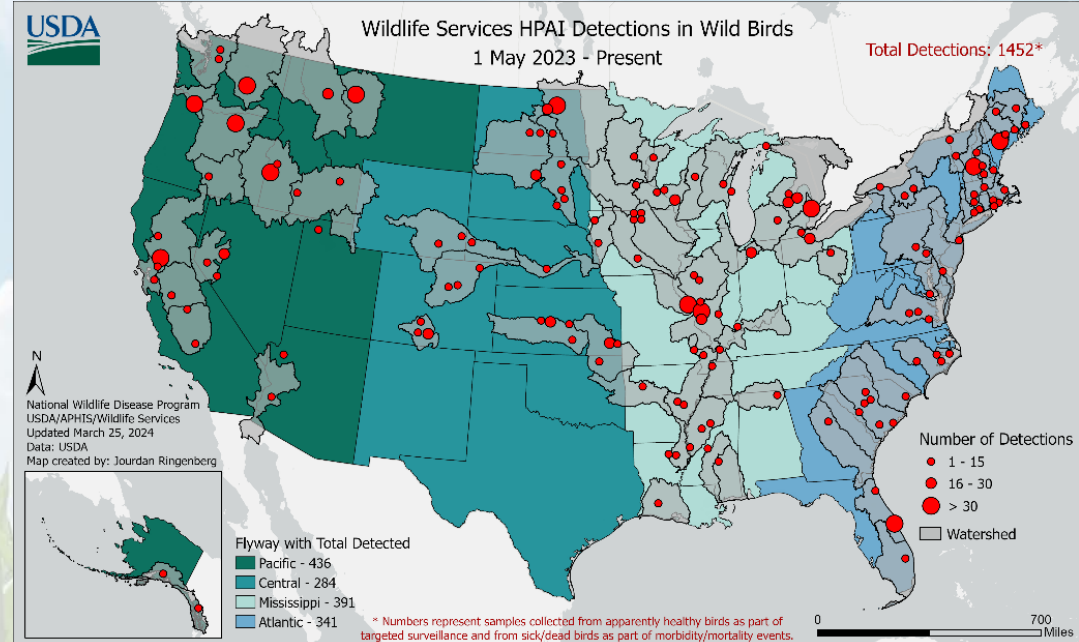 USDA
Wildlife Services HPAI Detections in Wild Birds
1 May 2023 - Present
Total Detections: 1452*
N
National Wildlife Disease Program
USDA/APHIS/Wildlife Services
Updated March 25, 2024
Data: USDA
Map created by: Jourdan Ringenberg
Flyway with Total Detected
Pacific - 436
Central - 284
Mississippi - 391
Atlantic - 341
Number of Detections
1 - 15
16 - 30
> 30
Watershed
* Numbers represent samples collected from apparently healthy birds as part of
targeted surveillance and from sick/dead birds as part of morbidity/mortality events.
0 700
Miles